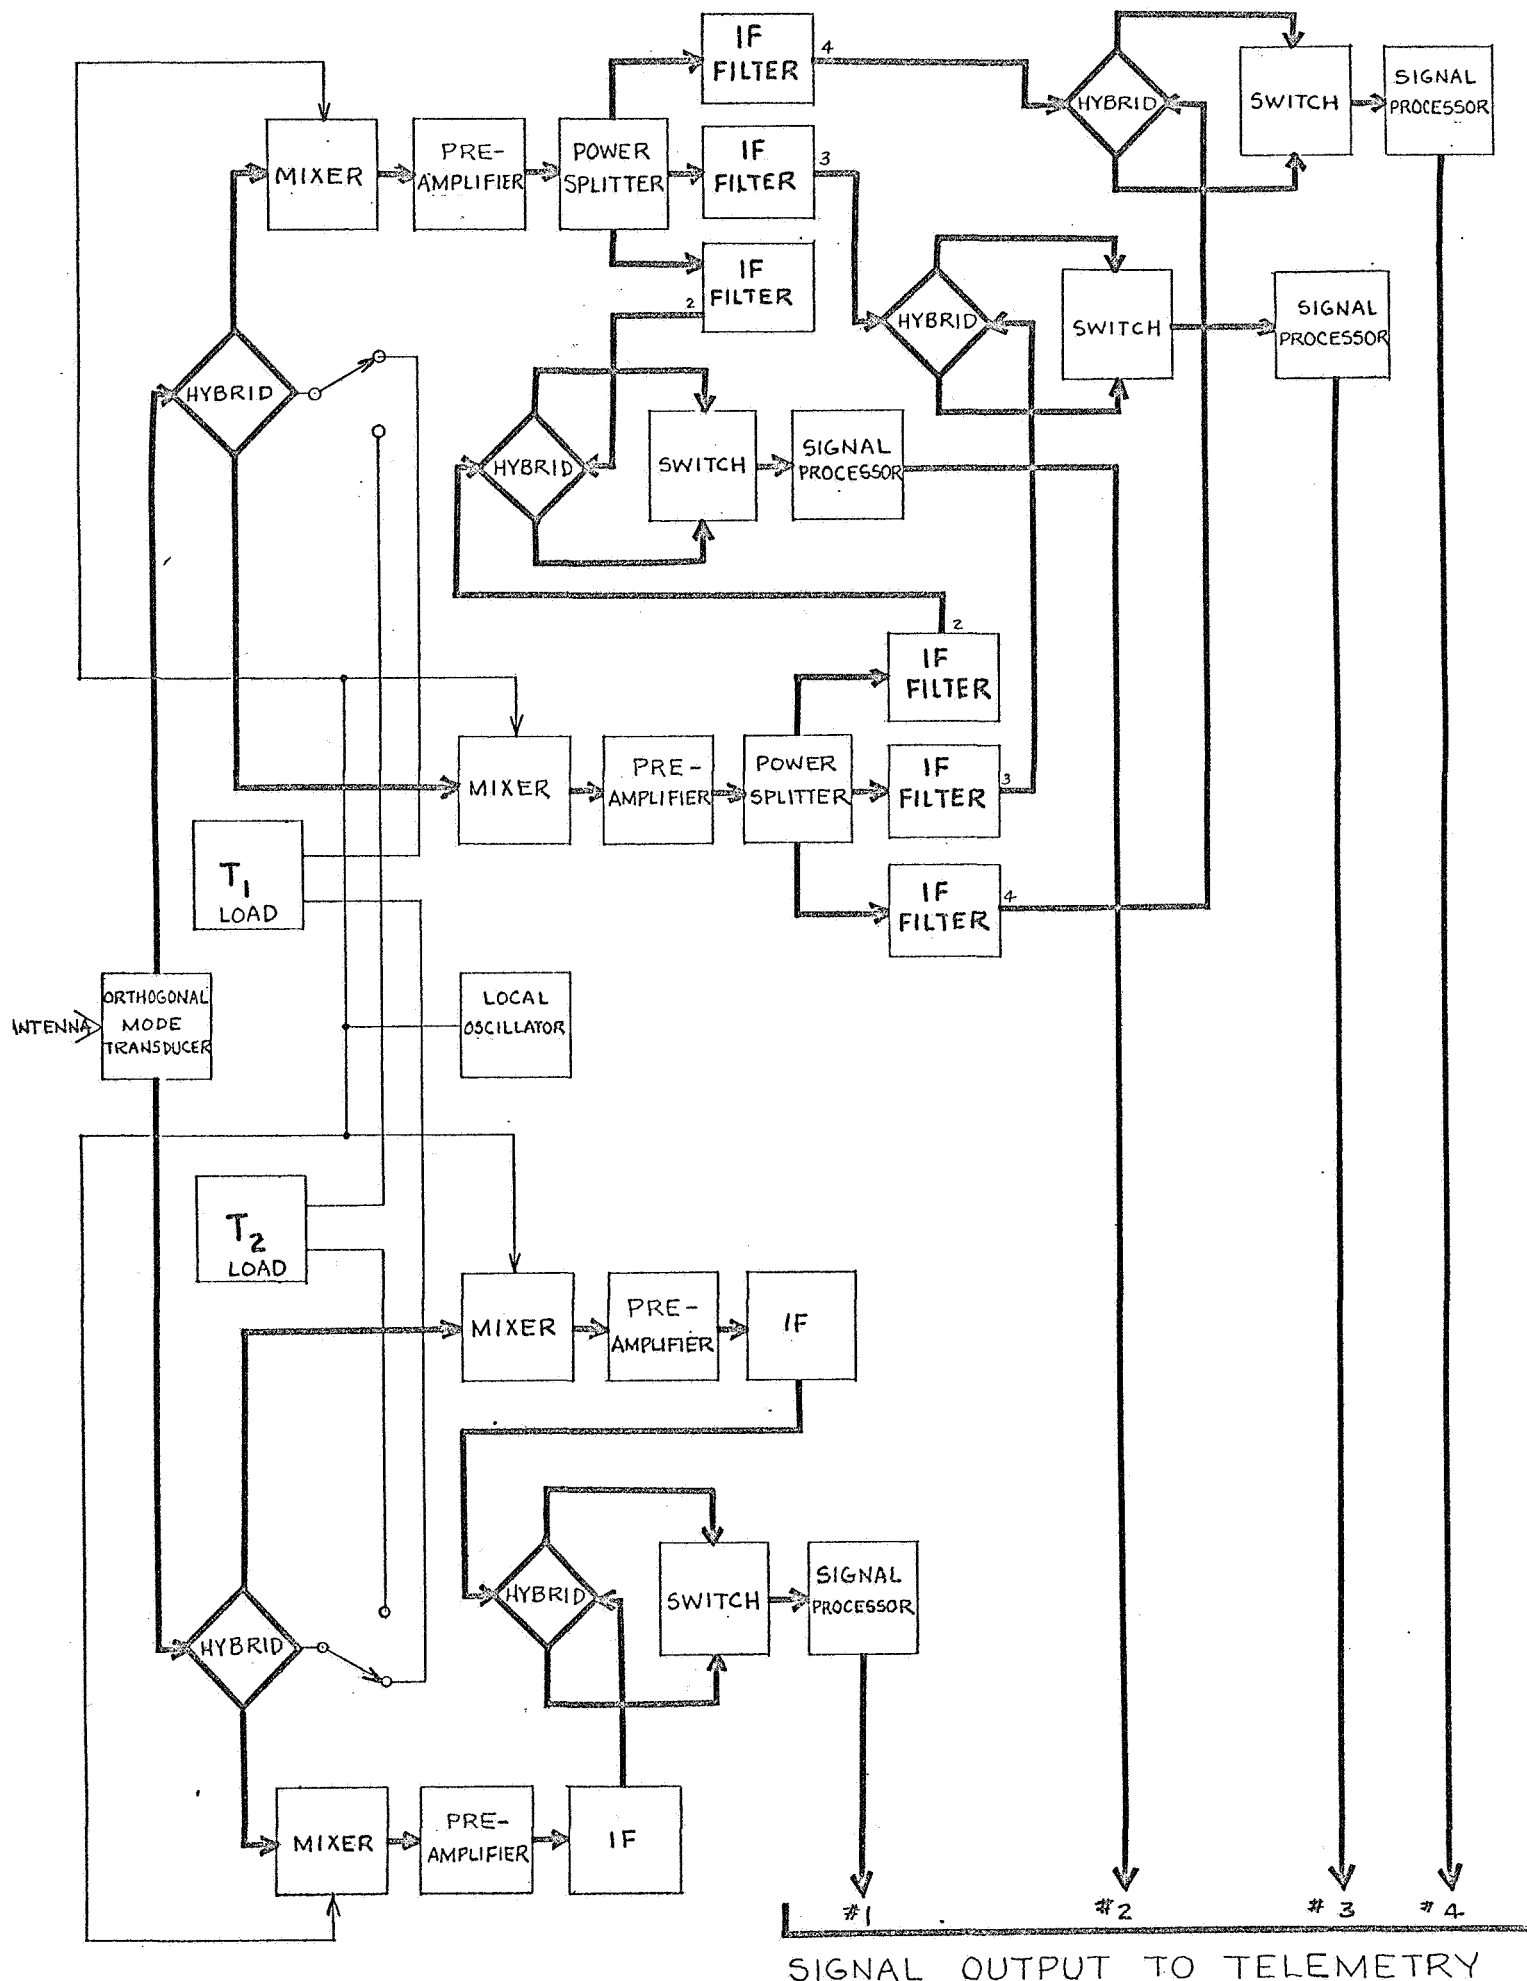 IF
FILTER
4
HYBRID
SWITCH
SIGNAL
PROCESSOR
MIXER
PRE-
AMPLIFIER
POWER
SPLITTER
IF
FILTER
3
IF
FILTER
2
HYBRID
SWITCH
SIGNAL
PROCESSOR
HYBRID
HYBRID
SWITCH
SIGNAL
PROCESSOR
2
IF
FILTER
MIXER
PRE-
AMPLIFIER
POWER
SPLITTER
IF
FILTER
3
T1
LOAD
IF
FILTER
4
INTENNA
ORTHOGONAL
MODE
TRANSDUCER
LOCAL
OSCILLATOR
T2
LOAD
MIXER
PRE-
AMPLIFIER
IF
HYBRID
SWITCH
SIGNAL
PROCESSOR
HYBRID
MIXER
PRE-
AMPLIFIER
IF
#1
#2
#3
#4
SIGNAL OUTPUT TO TELEMETRY